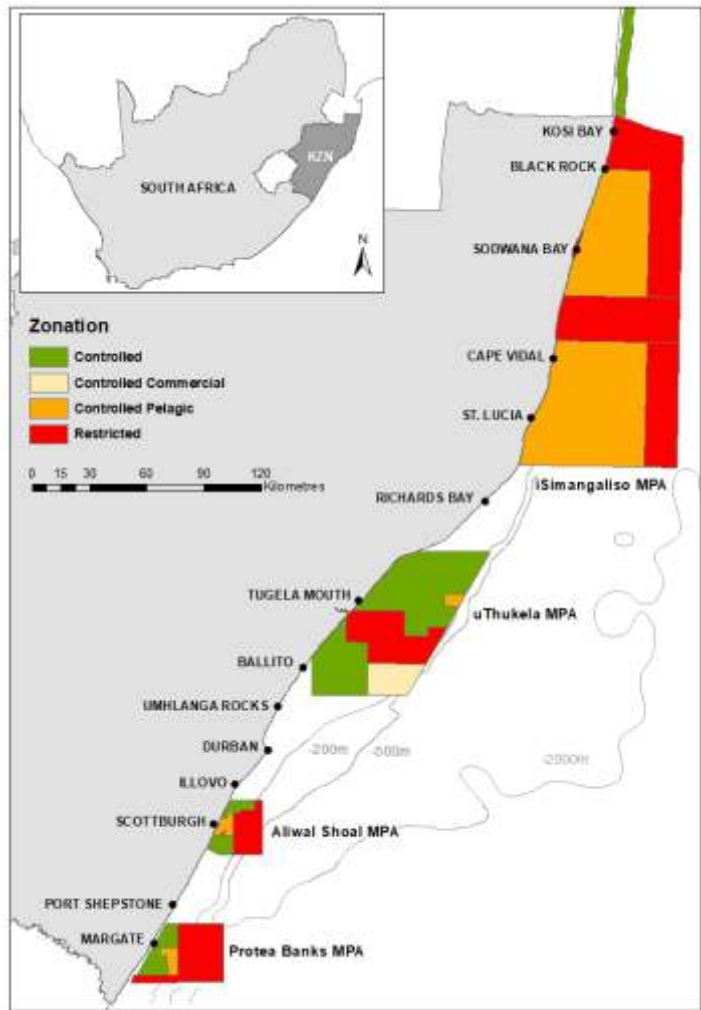 SOUTH AFRICA
KZN
N
Zonation
Controlled
Controlled Commercial
Controlled Pelagic
Restricted
0 15 30 60 90 120
Kilometres
KOSI BAY
BLACK ROCK
SODWANA BAY
CAPE VIDAL
ST. LUCIA
iSimangaliso MPA
RICHARDS BAY
TUGELA MOUTH
uThukela MPA
BALLITO
UMHLANGA ROCKS
DURBAN
-200m
-500m
-2000m
ILLOVO
SCOTTBURGH
Aliwal Shoal MPA
PORT SHEPSTONE
MARGATE
Protea Banks MPA